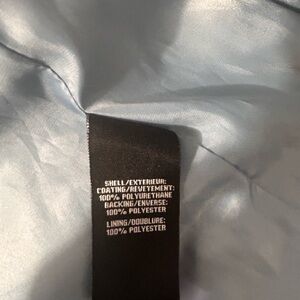 SHELL/EXTERIEUR:
COATING/REVETEMENT:
100% POLYURETHANE
BACKING/ENVERSE:
100% POLYESTER
LINING/DOUBLURE:
100% POLYESTER